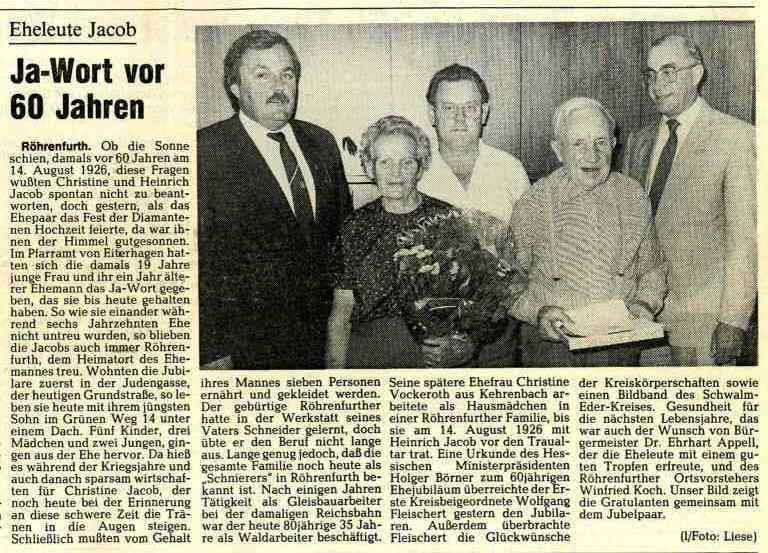 Eheleute Jacob
Ja-Wort vor
60 Jahren
Röhrenfurth. Ob die Sonne
schien, damals vor 60 Jahren am
14. August 1926, diese Fragen
wußten Christine und Heinrich
Jacob spontan nicht zu beant-
worten, doch gestern, als das
Ehepaar das Fest der Diamante-
nen Hochzeit feierte, da war ih-
nen der Himmel gutgesonnen.
Im Pfarramt von Eiterhagen hat-
ten sich die damals 19 Jahre
junge Frau und ihr ein Jahr älte-
rer Ehemann das Ja-Wort gege-
ben, das sie bis heute gehalten
haben. So wie sie einander wäh-
rend sechs Jahrzehnten Ehe
nicht untreu wurden, so blieben
die Jacobs auch immer Röhren-
furth, dem Heimatort des Ehe-
mannes treu. Wohnten die Jubi-
lare zuerst in der Judengasse,
der heutigen Grundstraße, so le-
ben sie heute mit ihrem jüngsten
Sohn im Grünen Weg 14 unter
einem Dach. Fünf Kinder, drei
Mädchen und zwei Jungen, gin-
gen aus der Ehe hervor. Da hieß
es während der Kriegsjahre und
auch danach sparsam wirtschaf-
ten für Christine Jacob, der
noch heute bei der Erinnerung
an diese schwere Zeit die Trä-
nen in die Augen steigen.
Schließlich mußten vom Gehalt
ihres Mannes sieben Personen
ernährt und gekleidet werden.
Der gebürtige Röhrenfurther
hatte in der Werkstatt seines
Vaters Schneider gelernt, doch
übte er den Beruf nicht lange
aus. Lange genug jedoch, daß die
gesamte Familie noch heute als
„Schnierers” in Röhrenfurth be-
kannt ist. Nach einigen Jahren
Tätigkeit als Gleisbauarbeiter
bei der damaligen Reichsbahn
war der heute 80jährige 35 Jah-
re als Waldarbeiter beschäftigt.
Seine spätere Ehefrau Christine
Vockeroth aus Kehrenbach ar-
beitete als Hausmädchen in
einer Röhrenfurther Familie, bis
sie am 14. August 1926 mit
Heinrich Jacob vor den Traual-
tar trat. Eine Urkunde des Hes-
sischen Ministerpräsidenten
Holger Börner zum 60jährigen
Ehejubiläum überreichte der Er-
ste Kreisbeigeordnete Wolfgang
Fleischert gestern den Jubila-
ren. Außerdem überbrachte
Fleischert die Glückwünsche
der Kreiskörperschaften sowie
einen Bildband des Schwalm-
Eder-Kreises. Gesundheit für
die nächsten Lebensjahre, das
war auch der Wunsch von Bür-
germeister Dr. Ehrhart Appell,
der die Eheleute mit einem gu-
ten Tropfen erfreute, und des
Röhrenfurther Ortsvorstehers
Winfried Koch. Unser Bild zeigt
die Gratulanten gemeinsam mit
dem Jubelpaar.
(l/Foto: Liese)